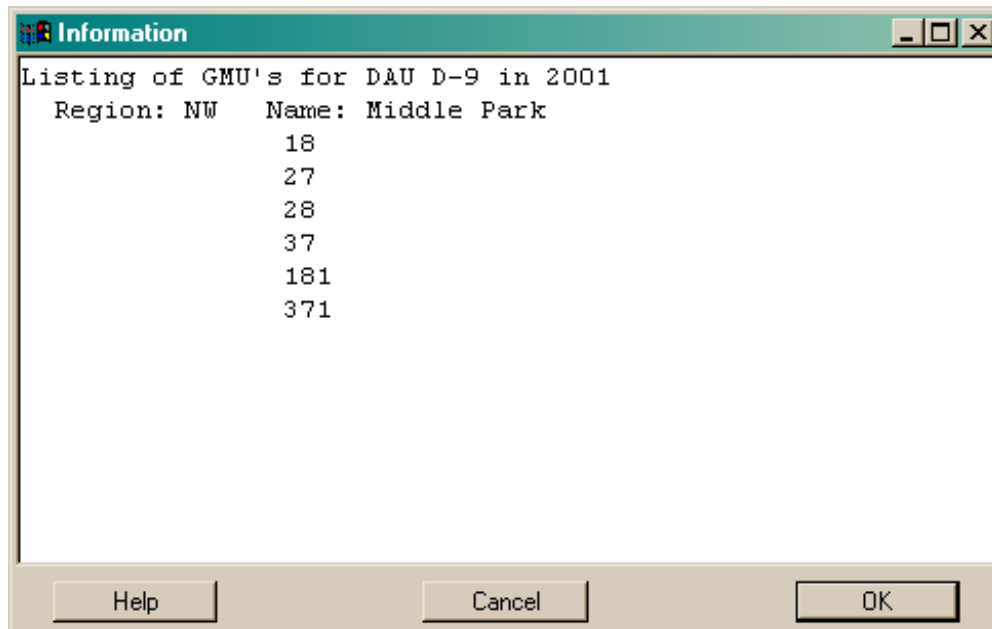 Information
Listing of GMU's for DAU D-9 in 2001
Region: NW   Name: Middle Park
18
27
28
37
181
371
Help   Cancel   OK